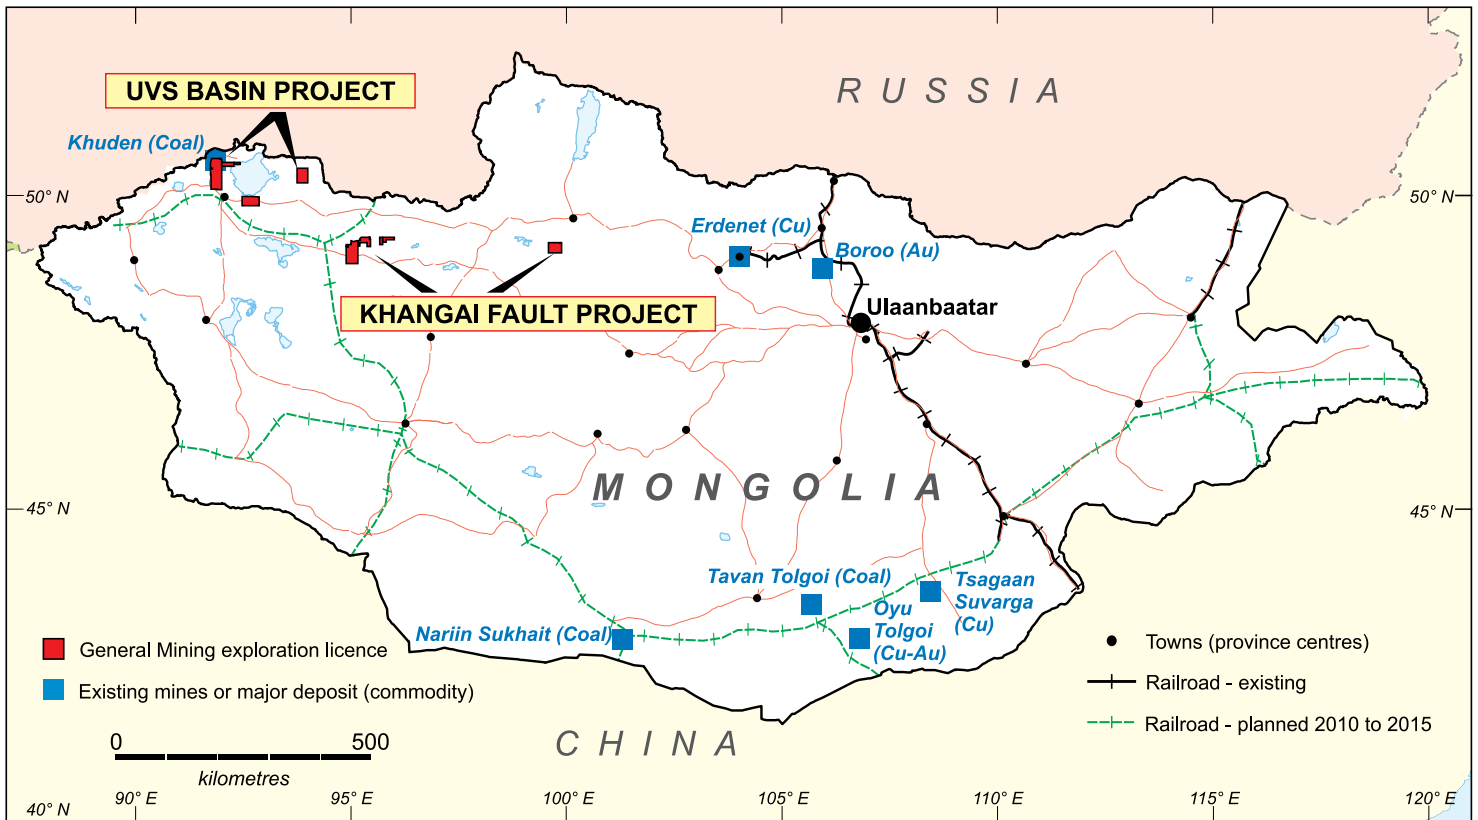 RUSSIA
UVS BASIN PROJECT
Khuden (Coal)
50° N
50° N
Erdenet (Cu)
Boroo (Au)
KHANGAI FAULT PROJECT
Ulaanbaatar
MONGOLIA
45° N
45° N
Tavan Tolgoi (Coal)
Tsagaan
Suvarga
(Cu)
Oyu
Tolgoi
(Cu-Au)
Nariin Sukhait (Coal)
General Mining exploration licence
Existing mines or major deposit (commodity)
Towns (province centres)
Railroad - existing
Railroad - planned 2010 to 2015
CHINA
0 500
kilometres
40° N
90° E 95° E 100° E 105° E 110° E 115° E 120° E